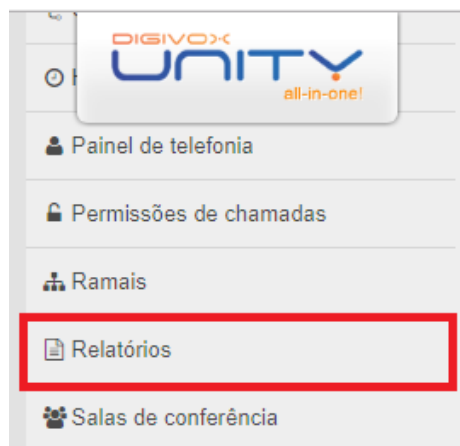 DIGIVOX
UNITY
all-in-one!
Painel de telefonia
Permissões de chamadas
Ramais
Relatórios
Salas de conferência